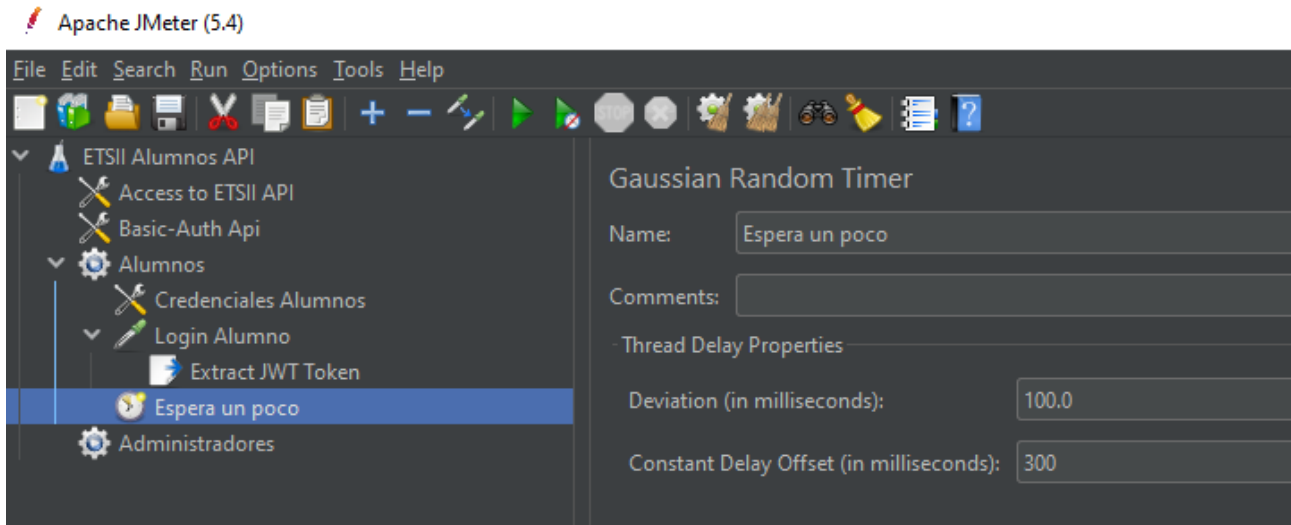 Apache JMeter (5.4)
File Edit Search Run Options Tools Help
STOP
ETSII Alumnos API
Access to ETSII API
Basic-Auth Api
Alumnos
Credenciales Alumnos
Login Alumno
Extract JWT Token
Espera un poco
Administradores
Gaussian Random Timer
Name: Espera un poco
Comments:
Thread Delay Properties
Deviation (in milliseconds): 100.0
Constant Delay Offset (in milliseconds): 300